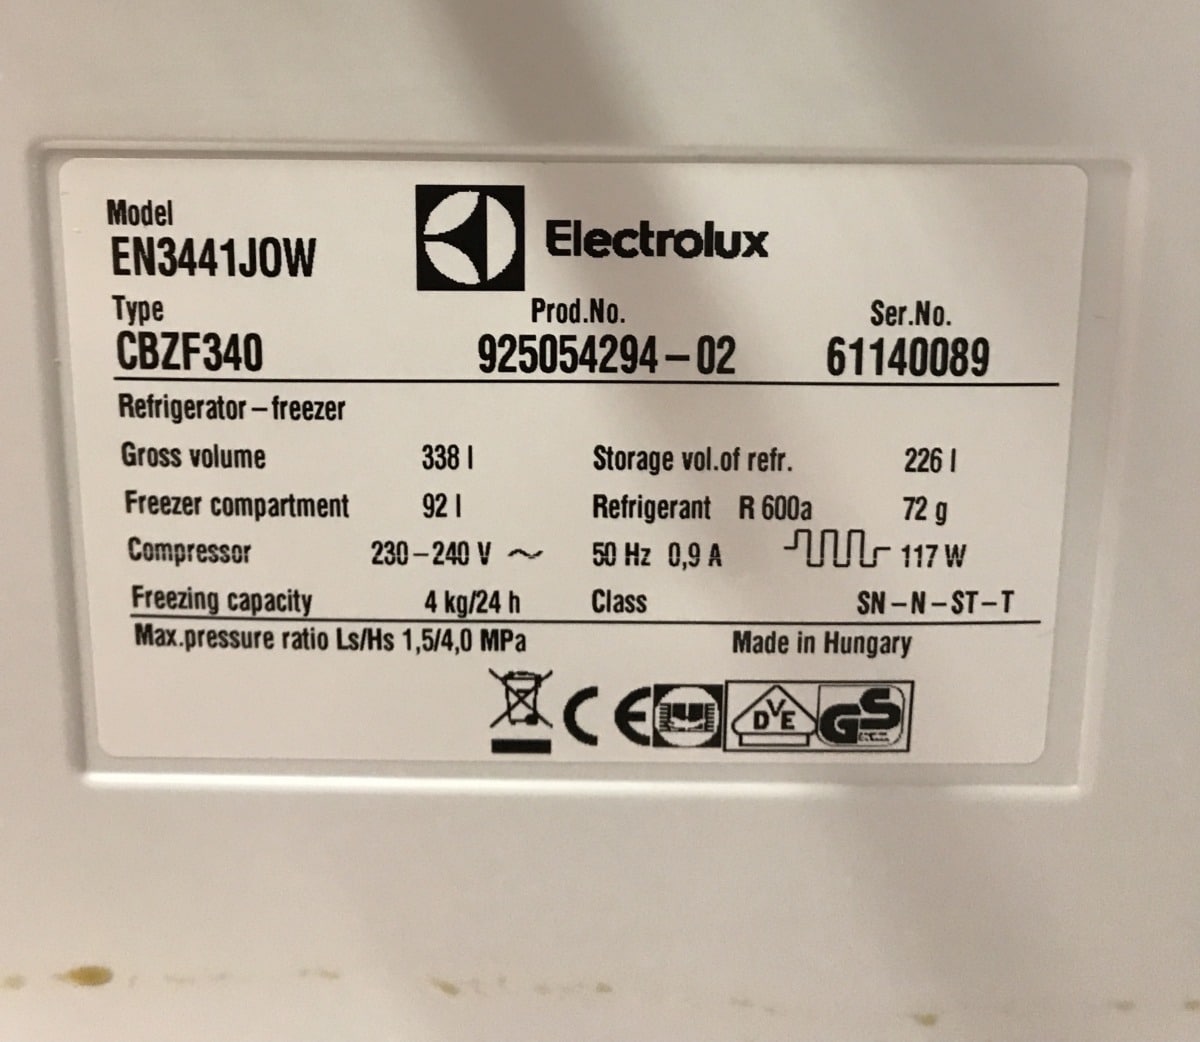 Model
EN3441JOW
Electrolux
Type
CBZF340
Prod.No.
925054294-02
Ser.No.
61140089
Refrigerator-freezer
Gross volume 338 l Storage vol.of refr. 226 l
Freezer compartment 92 l Refrigerant R 600a 72 g
Compressor 230-240 V ~ 50 Hz 0,9 A 117 W
Freezing capacity 4 kg/24 h Class SN-N-ST-T
Max.pressure ratio Ls/Hs 1,5/4,0 MPa Made in Hungary
CE DVE GS